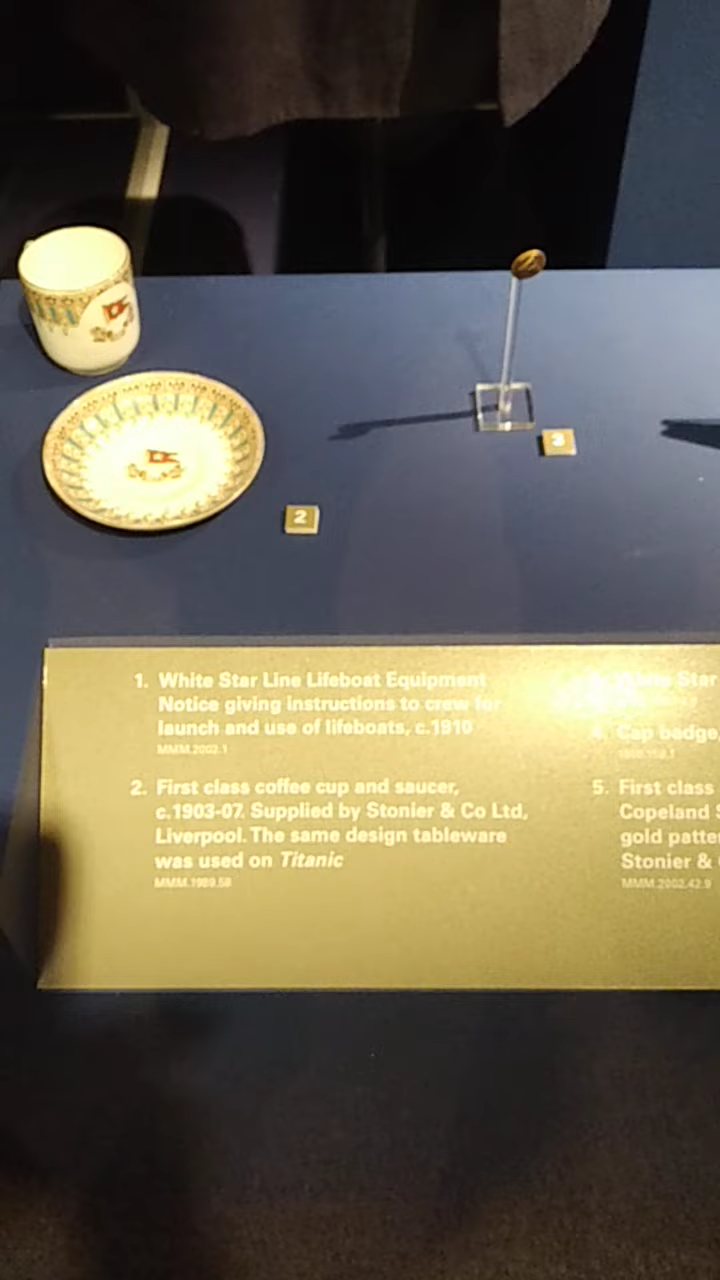 3
2
1. White Star Line Lifeboat Equipment
Notice giving instructions to crew for
launch and use of lifeboats, c.1910
MMM.2002.1
2. First class coffee cup and saucer,
c.1903-07. Supplied by Stonier & Co Ltd,
Liverpool. The same design tableware
was used on Titanic
MMM.1989.58
White Star
4. Cap badge,
5. First class
Copeland
gold
Stonier &
MMM.2002.42.9